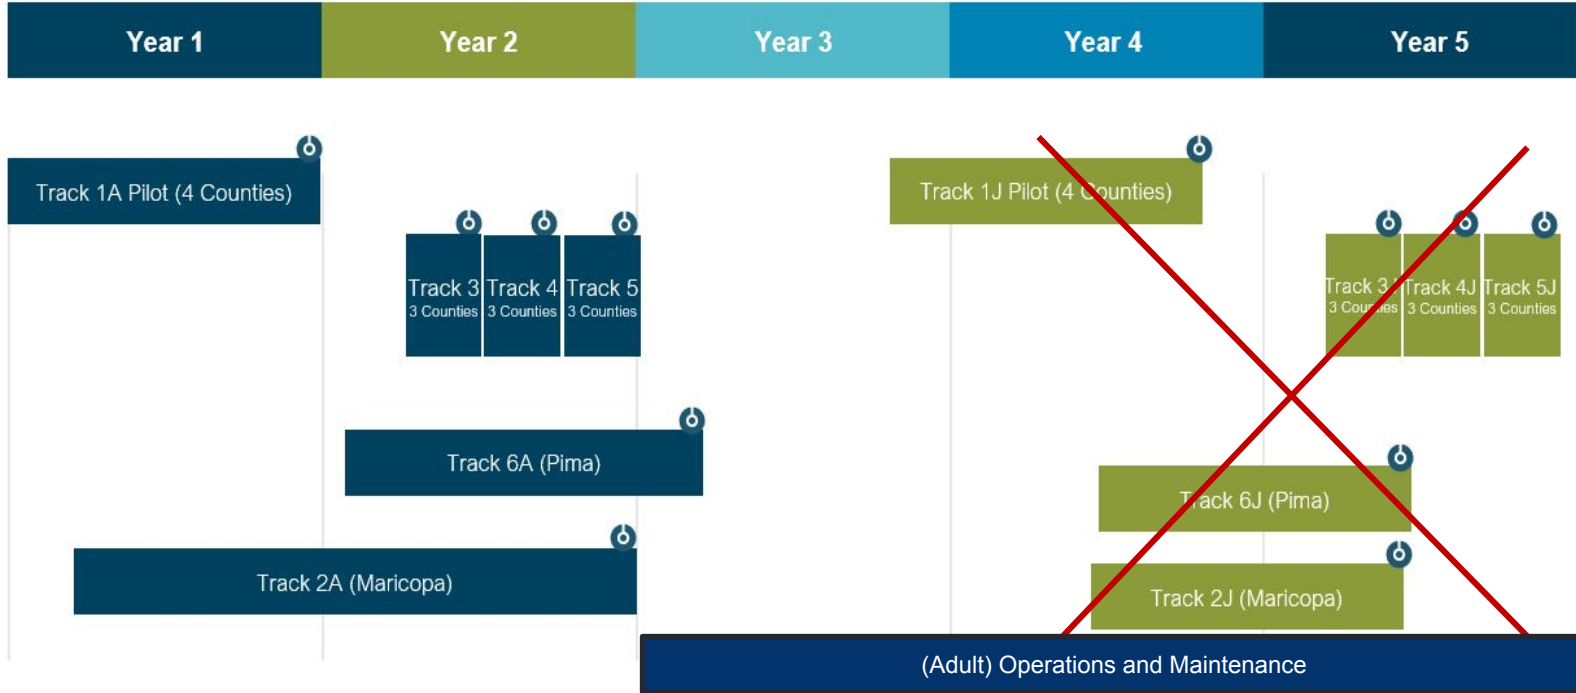 Year 1
Year 2
Year 3
Year 4
Year 5
Track 1A Pilot (4 Counties)
Track 1J Pilot (4 Counties)
Track 3
3 Counties
Track 4
3 Counties
Track 5
3 Counties
Track 3J
3 Counties
Track 4J
3 Counties
Track 5J
3 Counties
Track 6A (Pima)
Track 6J (Pima)
Track 2A (Maricopa)
Track 2J (Maricopa)
(Adult) Operations and Maintenance